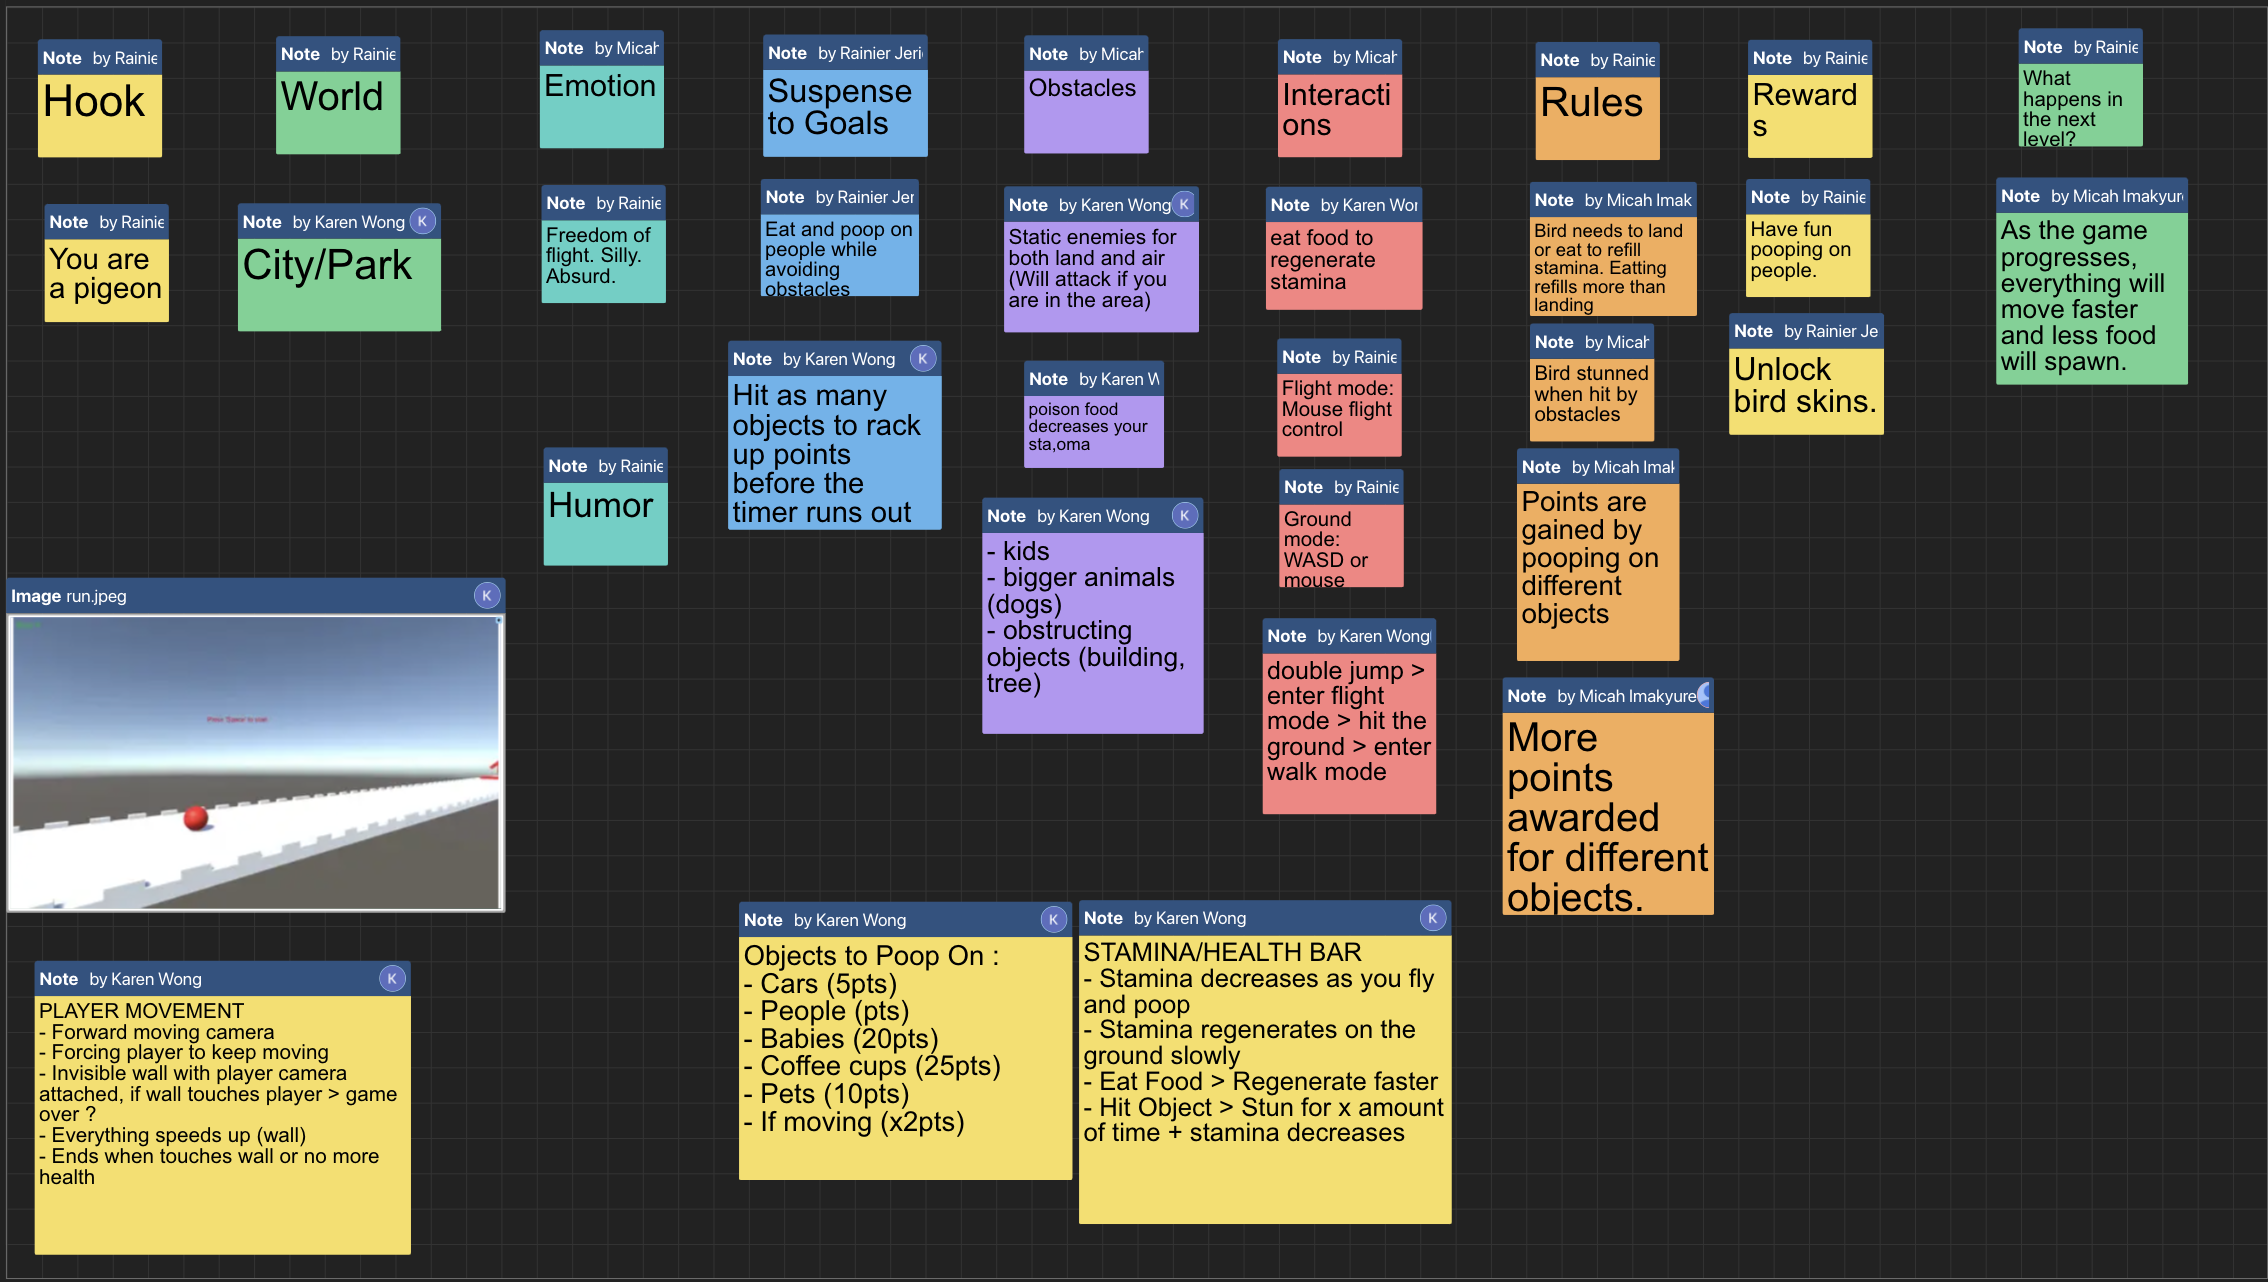 Note by Rainie
Hook
Note by Rainie
World
Note by Micah
Emotion
Note by Rainier Jeri
Suspense
to Goals
Note by Micah
Obstacles
Note by Micah
Interacti
ons
Note by Rainie
Rules
Note by Rainie
Reward
s
Note by Rainie
What
happens in
the next
level?
Note by Rainie
You are
a pigeon
Note by Karen Wong K
City/Park
Note by Rainie
Freedom of
flight. Silly.
Absurd.
Note by Rainier Jer
Eat and poop on
people while
avoiding
obstacles
Note by Karen Wong K
Static enemies for
both land and air
(Will attack if you
are in the area)
Note by Karen Wor
eat food to
regenerate
stamina
Note by Micah Imak
Bird needs to land
or eat to refill
stamina. Eatting
refills more than
landing
Note by Rainie
Have fun
pooping on
people.
Note by Micah Imakyur
As the game
progresses,
everything will
move faster
and less food
will spawn.
Note by Karen Wong K
Hit as many
objects to rack
up points
before the
timer runs out
Note by Karen W
poison food
decreases your
sta,oma
Note by Rainie
Flight mode:
Mouse flight
control
Note by Micah
Bird stunned
when hit by
obstacles
Note by Rainier Je
Unlock
bird skins.
Note by Rainie
Humor
Note by Karen Wong K
- kids
- bigger animals
(dogs)
- obstructing
objects (building,
tree)
Note by Rainie
Ground
mode:
WASD or
mouse
Note by Micah Imak
Points are
gained by
pooping on
different
objects
Image run.jpeg K
Press 'Space' to start
Note by Karen Wong
double jump >
enter flight
mode > hit the
ground > enter
walk mode
Note by Micah Imakyure
More
points
awarded
for different
objects.
Note by Karen Wong K
PLAYER MOVEMENT
- Forward moving camera
- Forcing player to keep moving
- Invisible wall with player camera
attached, if wall touches player > game
over ?
- Everything speeds up (wall)
- Ends when touches wall or no more
health
Note by Karen Wong K
Objects to Poop On :
- Cars (5pts)
- People (pts)
- Babies (20pts)
- Coffee cups (25pts)
- Pets (10pts)
- If moving (x2pts)
Note by Karen Wong K
STAMINA/HEALTH BAR
- Stamina decreases as you fly
and poop
- Stamina regenerates on the
ground slowly
- Eat Food > Regenerate faster
- Hit Object > Stun for x amount
of time + stamina decreases